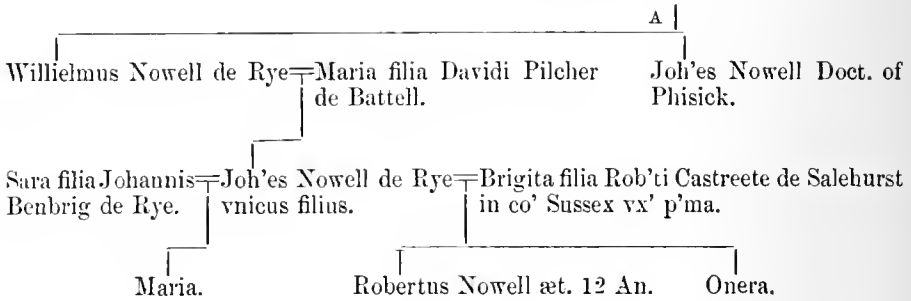 A
Willielmus Nowell de Rye Maria filia Davidi Pilcher Joh'es Nowell Doct. of
de Battell. Phisick.
Sara filia Johannis Joh'es Nowell de Rye Brigita filia Rob'ti Castreete de Salehurst
Benbrig de Rye. vnicus filius. in co' Sussex vx' p'ma.
Maria. Robertus Nowell æt. 12 An. Onera.